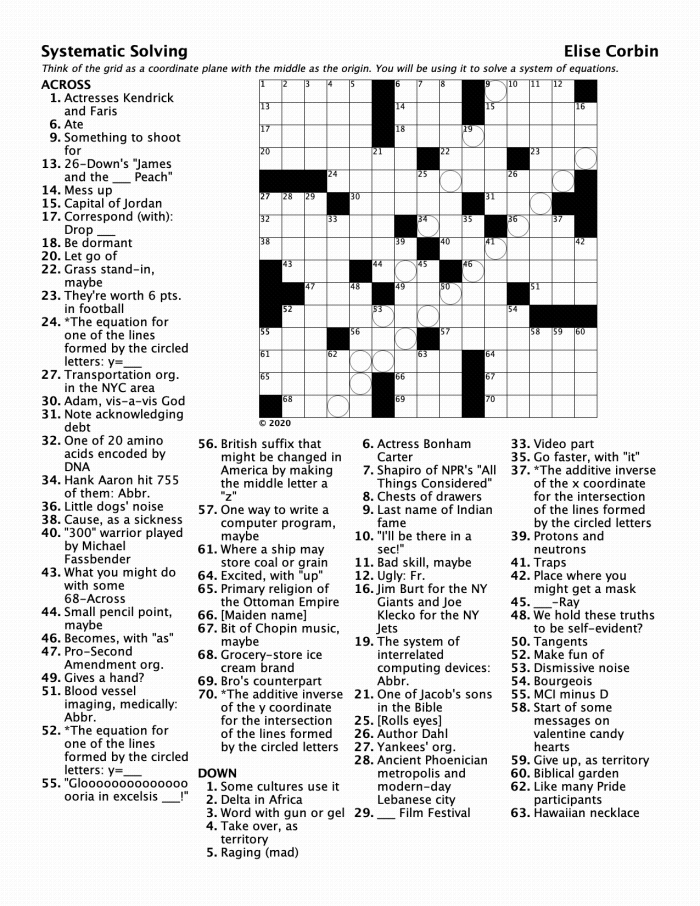 Systematic Solving
Elise Corbin
Think of the grid as a coordinate plane with the middle as the origin. You will be using it to solve a system of equations.
ACROSS
1. Actresses Kendrick
and Faris
6. Ate
9. Something to shoot
for
13. 26-Down's "James
and the ___ Peach"
14. Mess up
15. Capital of Jordan
17. Correspond (with):
Drop ___
18. Be dormant
20. Let go of
22. Grass stand-in,
maybe
23. They're worth 6 pts.
in football
24. *The equation for
one of the lines
formed by the circled
letters: y=___
27. Transportation org.
in the NYC area
30. Adam, vis-a-vis God
31. Note acknowledging
debt
32. One of 20 amino
acids encoded by
DNA
34. Hank Aaron hit 755
of them: Abbr.
36. Little dogs' noise
38. Cause, as a sickness
40. "300" warrior played
by Michael
Fassbender
43. What you might do
with some
68-Across
44. Small pencil point,
maybe
46. Becomes, with "as"
47. Pro-Second
Amendment org.
49. Gives a hand?
51. Blood vessel
imaging, medically:
Abbr.
52. *The equation for
one of the lines
formed by the circled
letters: y=___
55. "Glooooooooooooooo
ooria in excelsis ___!"
1 2 3 4 5 6 7 8 9 10 11 12
13 14 15 16
17 18 19
20 21 22 23
24 25 26
27 28 29 30 31
32 33 34 35 36 37
38 39 40 41 42
43 44 45 46
47 48 49 50 51
52 53 54
55 56 57 58 59 60
61 62 63 64
65 66 67
68 69 70
© 2020
56. British suffix that
might be changed in
America by making
the middle letter a
"z"
57. One way to write a
computer program,
maybe
61. Where a ship may
store coal or grain
64. Excited, with "up"
65. Primary religion of
the Ottoman Empire
66. [Maiden name]
67. Bit of Chopin music,
maybe
68. Grocery-store ice
cream brand
69. Bro's counterpart
70. *The additive inverse
of the y coordinate
for the intersection
of the lines formed
by the circled letters
DOWN
1. Some cultures use it
2. Delta in Africa
3. Word with gun or gel
4. Take over, as
territory
5. Raging (mad)
6. Actress Bonham
Carter
7. Shapiro of NPR's "All
Things Considered"
8. Chests of drawers
9. Last name of Indian
fame
10. "I'll be there in a
sec!"
11. Bad skill, maybe
12. Ugly: Fr.
16. Jim Burt for the NY
Giants and Joe
Klecko for the NY
Jets
19. The system of
interrelated
computing devices:
Abbr.
21. One of Jacob's sons
in the Bible
25. [Rolls eyes]
26. Author Dahl
27. Yankees' org.
28. Ancient Phoenician
metropolis and
modern-day
Lebanese city
29. ___ Film Festival
33. Video part
35. Go faster, with "it"
37. *The additive inverse
of the x coordinate
for the intersection
of the lines formed
by the circled letters
39. Protons and
neutrons
41. Traps
42. Place where you
might get a mask
45. ___-Ray
48. We hold these truths
to be self-evident?
50. Tangents
52. Make fun of
53. Dismissive noise
54. Bourgeois
55. MCI minus D
58. Start of some
messages on
valentine candy
hearts
59. Give up, as territory
60. Biblical garden
62. Like many Pride
participants
63. Hawaiian necklace